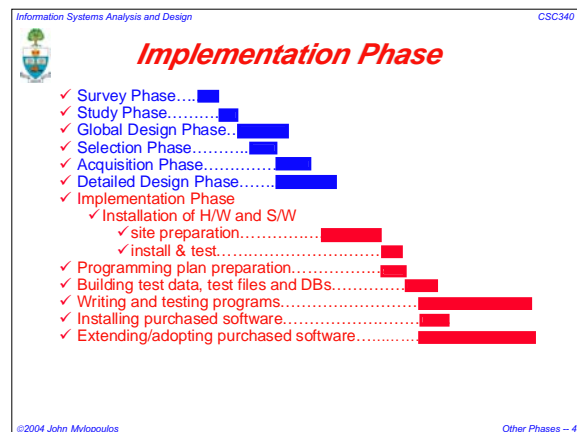 Information Systems Analysis and Design CSC340
Implementation Phase
✓ Survey Phase....
✓ Study Phase..........
✓ Global Design Phase..
✓ Selection Phase...........
✓ Acquisition Phase..............
✓ Detailed Design Phase.......
✓ Implementation Phase
✓Installation of H/W and S/W
✓site preparation................
✓install & test.................................
✓ Programming plan preparation..................
✓ Building test data, test files and DBs..............
✓ Writing and testing programs...........................
✓ Installing purchased software...........................
✓ Extending/adopting purchased software............
©2004 John Mylopoulos Other Phases -- 4